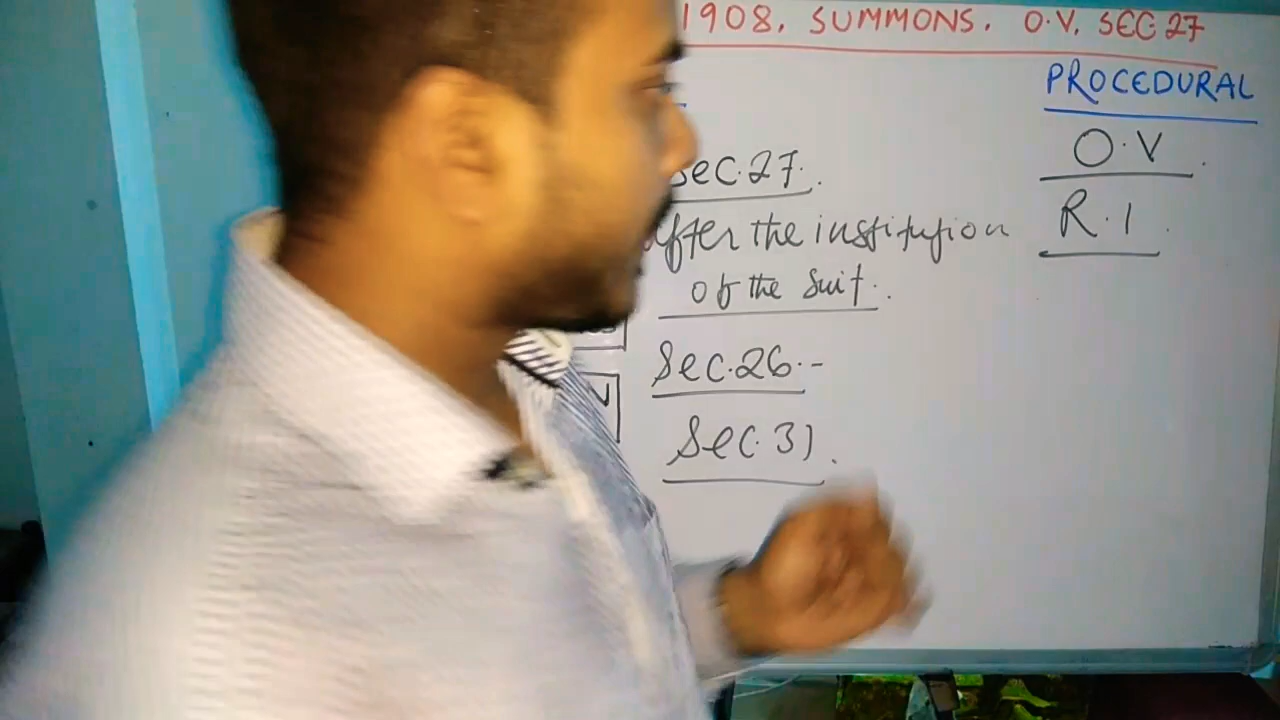 1908. SUMMONS. O.V. SEC 27
PROCEDURAL
O.V.
R.1.
Sec.27.
After the institution
of the Suit.
Sec.26.-
Sec.31.